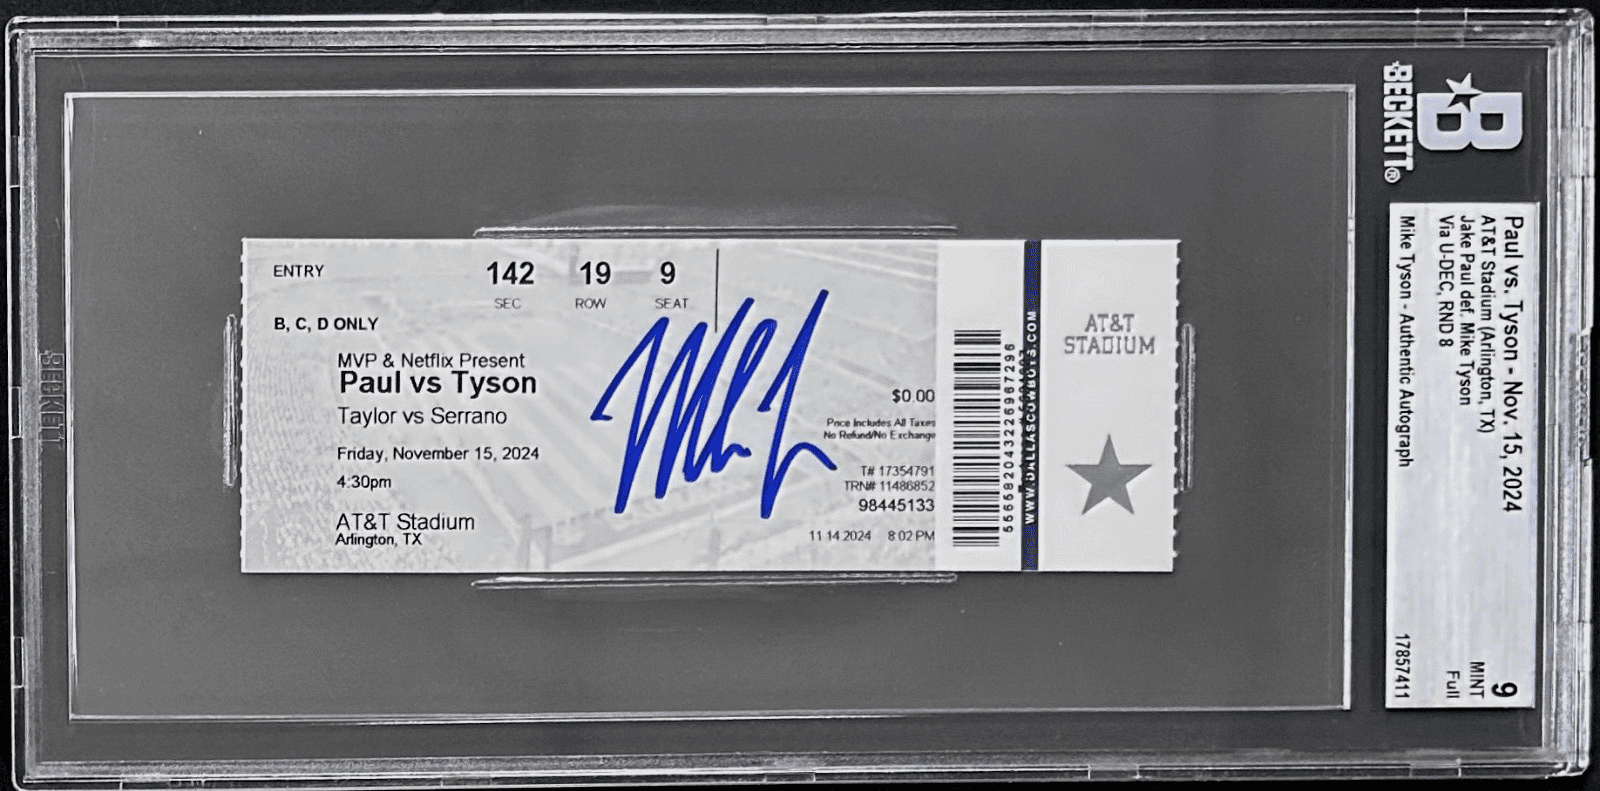 ENTRY
142 19 9
SEC ROW SEAT
B, C, D ONLY
MVP & Netflix Present
Paul vs Tyson
Taylor vs Serrano
Friday, November 15, 2024
4:30pm
AT&T Stadium
Arlington, TX
$0.00
Price Includes All Taxes
No Refund/No Exchange
T# 17354791
TRN# 11486852
98445133
11.14.2024 8:02 PM
WWW.DALLASCOWBOYS.COM
AT&T
STADIUM
BECKETT®
Paul vs. Tyson - Nov. 15, 2024
AT&T Stadium (Arlington, TX)
Jake Paul def. Mike Tyson
Via U-DEC, RND 8
Mike Tyson - Authentic Autograph
9
MINT
Full
17857411
BECKETT